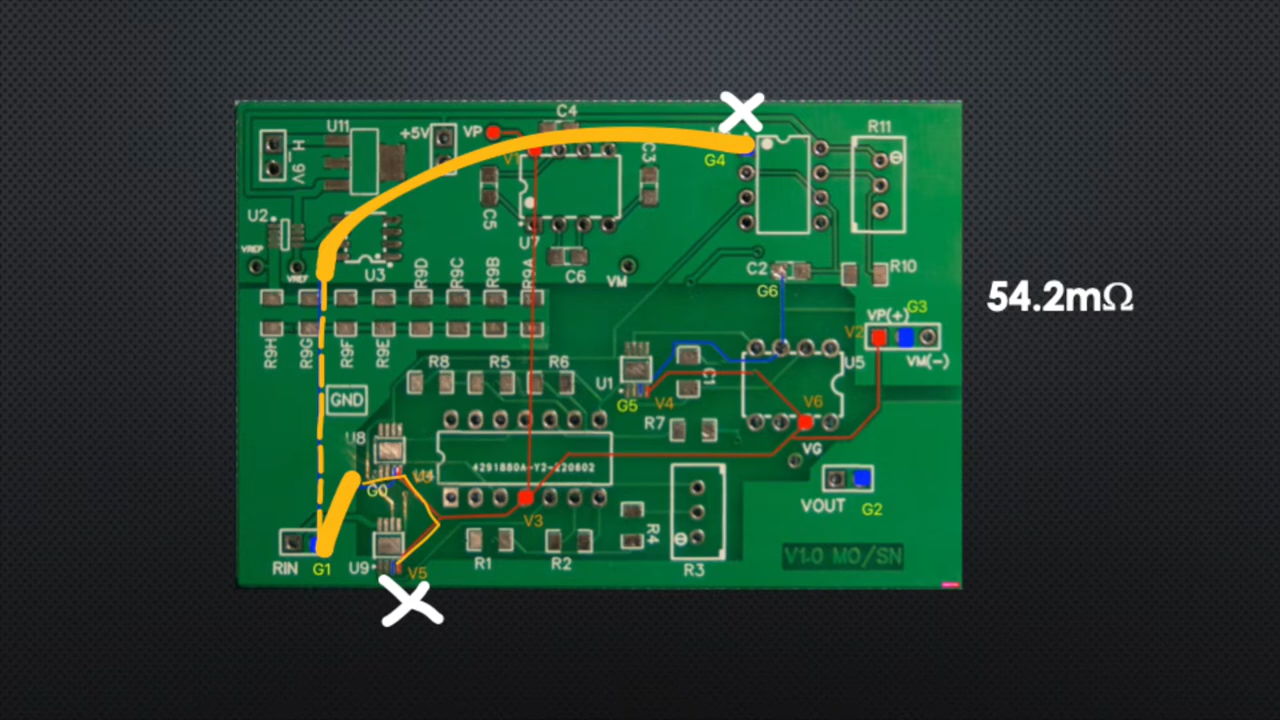 C4
U11
+5V
VP
R11
H
9V
V1
G4
C3
U2
C5
VREF
VREF
U3
C6
VM
C2
R10
G6
R9D
R9C
R9B
R9A
54.2mΩ
VP(+)
G3
V2
VM(-)
R9H
R9G
R9F
R9E
R8
R5
R6
U1
C1
U5
GND
G5
V4
V6
R7
U8
VG
4291880A-Y2-220602
G0
VOUT
G2
V3
R4
RIN
G1
U9
V5
R1
R2
R3
V1.0 MO/SN